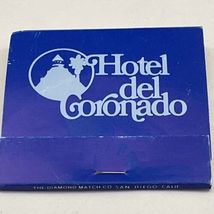 Hotel
del
Coronado
THE DIAMOND MATCH CO. SAN DIEGO, CALIF.